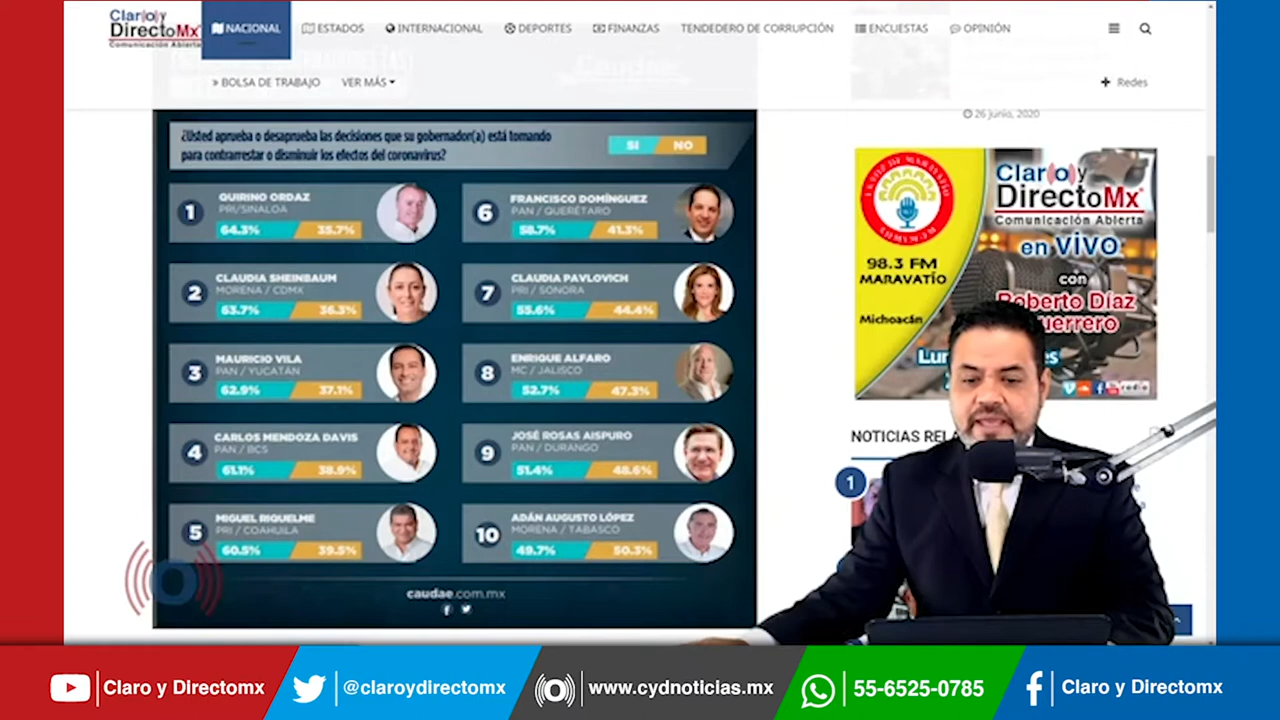 Claro y
DirectoMx
Comunicación Abierta
NACIONAL
ESTADOS
INTERNACIONAL
DEPORTES
FINANZAS
TENDEDERO DE CORRUPCIÓN
ENCUESTAS
OPINIÓN
» BOLSA DE TRABAJO
VER MÁS
Redes
¿Usted aprueba o desaprueba las decisiones que su gobernador(a) está tomando
para contrarrestar o disminuir los efectos del coronavirus?
SI NO
1
QUIRINO ORDAZ
PRI/SINALOA
64.3% 35.7%
2
CLAUDIA SHEINBAUM
MORENA / CDMX
63.7% 36.3%
3
MAURICIO VILA
PAN / YUCATÁN
62.9% 37.1%
4
CARLOS MENDOZA DAVIS
PAN / BCS
61.1% 38.9%
5
MIGUEL RIQUELME
PRI / COAHUILA
60.5% 39.5%
6
FRANCISCO DOMÍNGUEZ
PAN / QUERÉTARO
58.7% 41.3%
7
CLAUDIA PAVLOVICH
PRI / SONORA
55.6% 44.4%
8
ENRIQUE ALFARO
MC / JALISCO
52.7% 47.3%
9
JOSÉ ROSAS AISPURO
PAN / DURANGO
51.4% 48.6%
10
ADÁN AUGUSTO LÓPEZ
MORENA / TABASCO
49.7% 50.3%
caudae.com.mx
26 junio, 2020
98.3 FM
MARAVATÍO
Michoacán
Claro y
DirectoMx
Comunicación Abierta
en VIVO
con
Roberto Díaz
NOTICIAS
1
Claro y Directomx
@claroydirectomx
www.cydnoticias.mx
55-6525-0785
Claro y Directomx